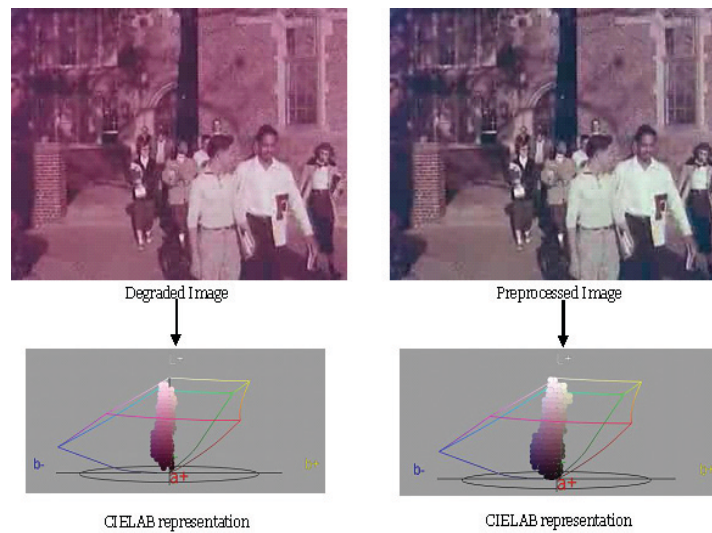 Degraded Image
Preprocessed Image
b-
a+
b+
b-
a+
CIELAB representation
CIELAB representation